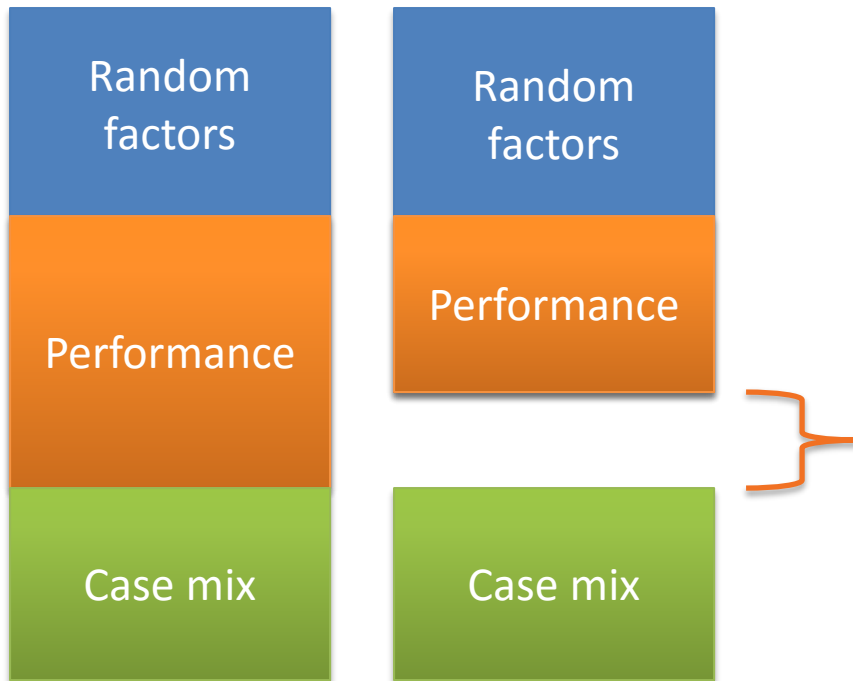 Random
factors
Performance
Case mix
Random
factors
Performance
Case mix